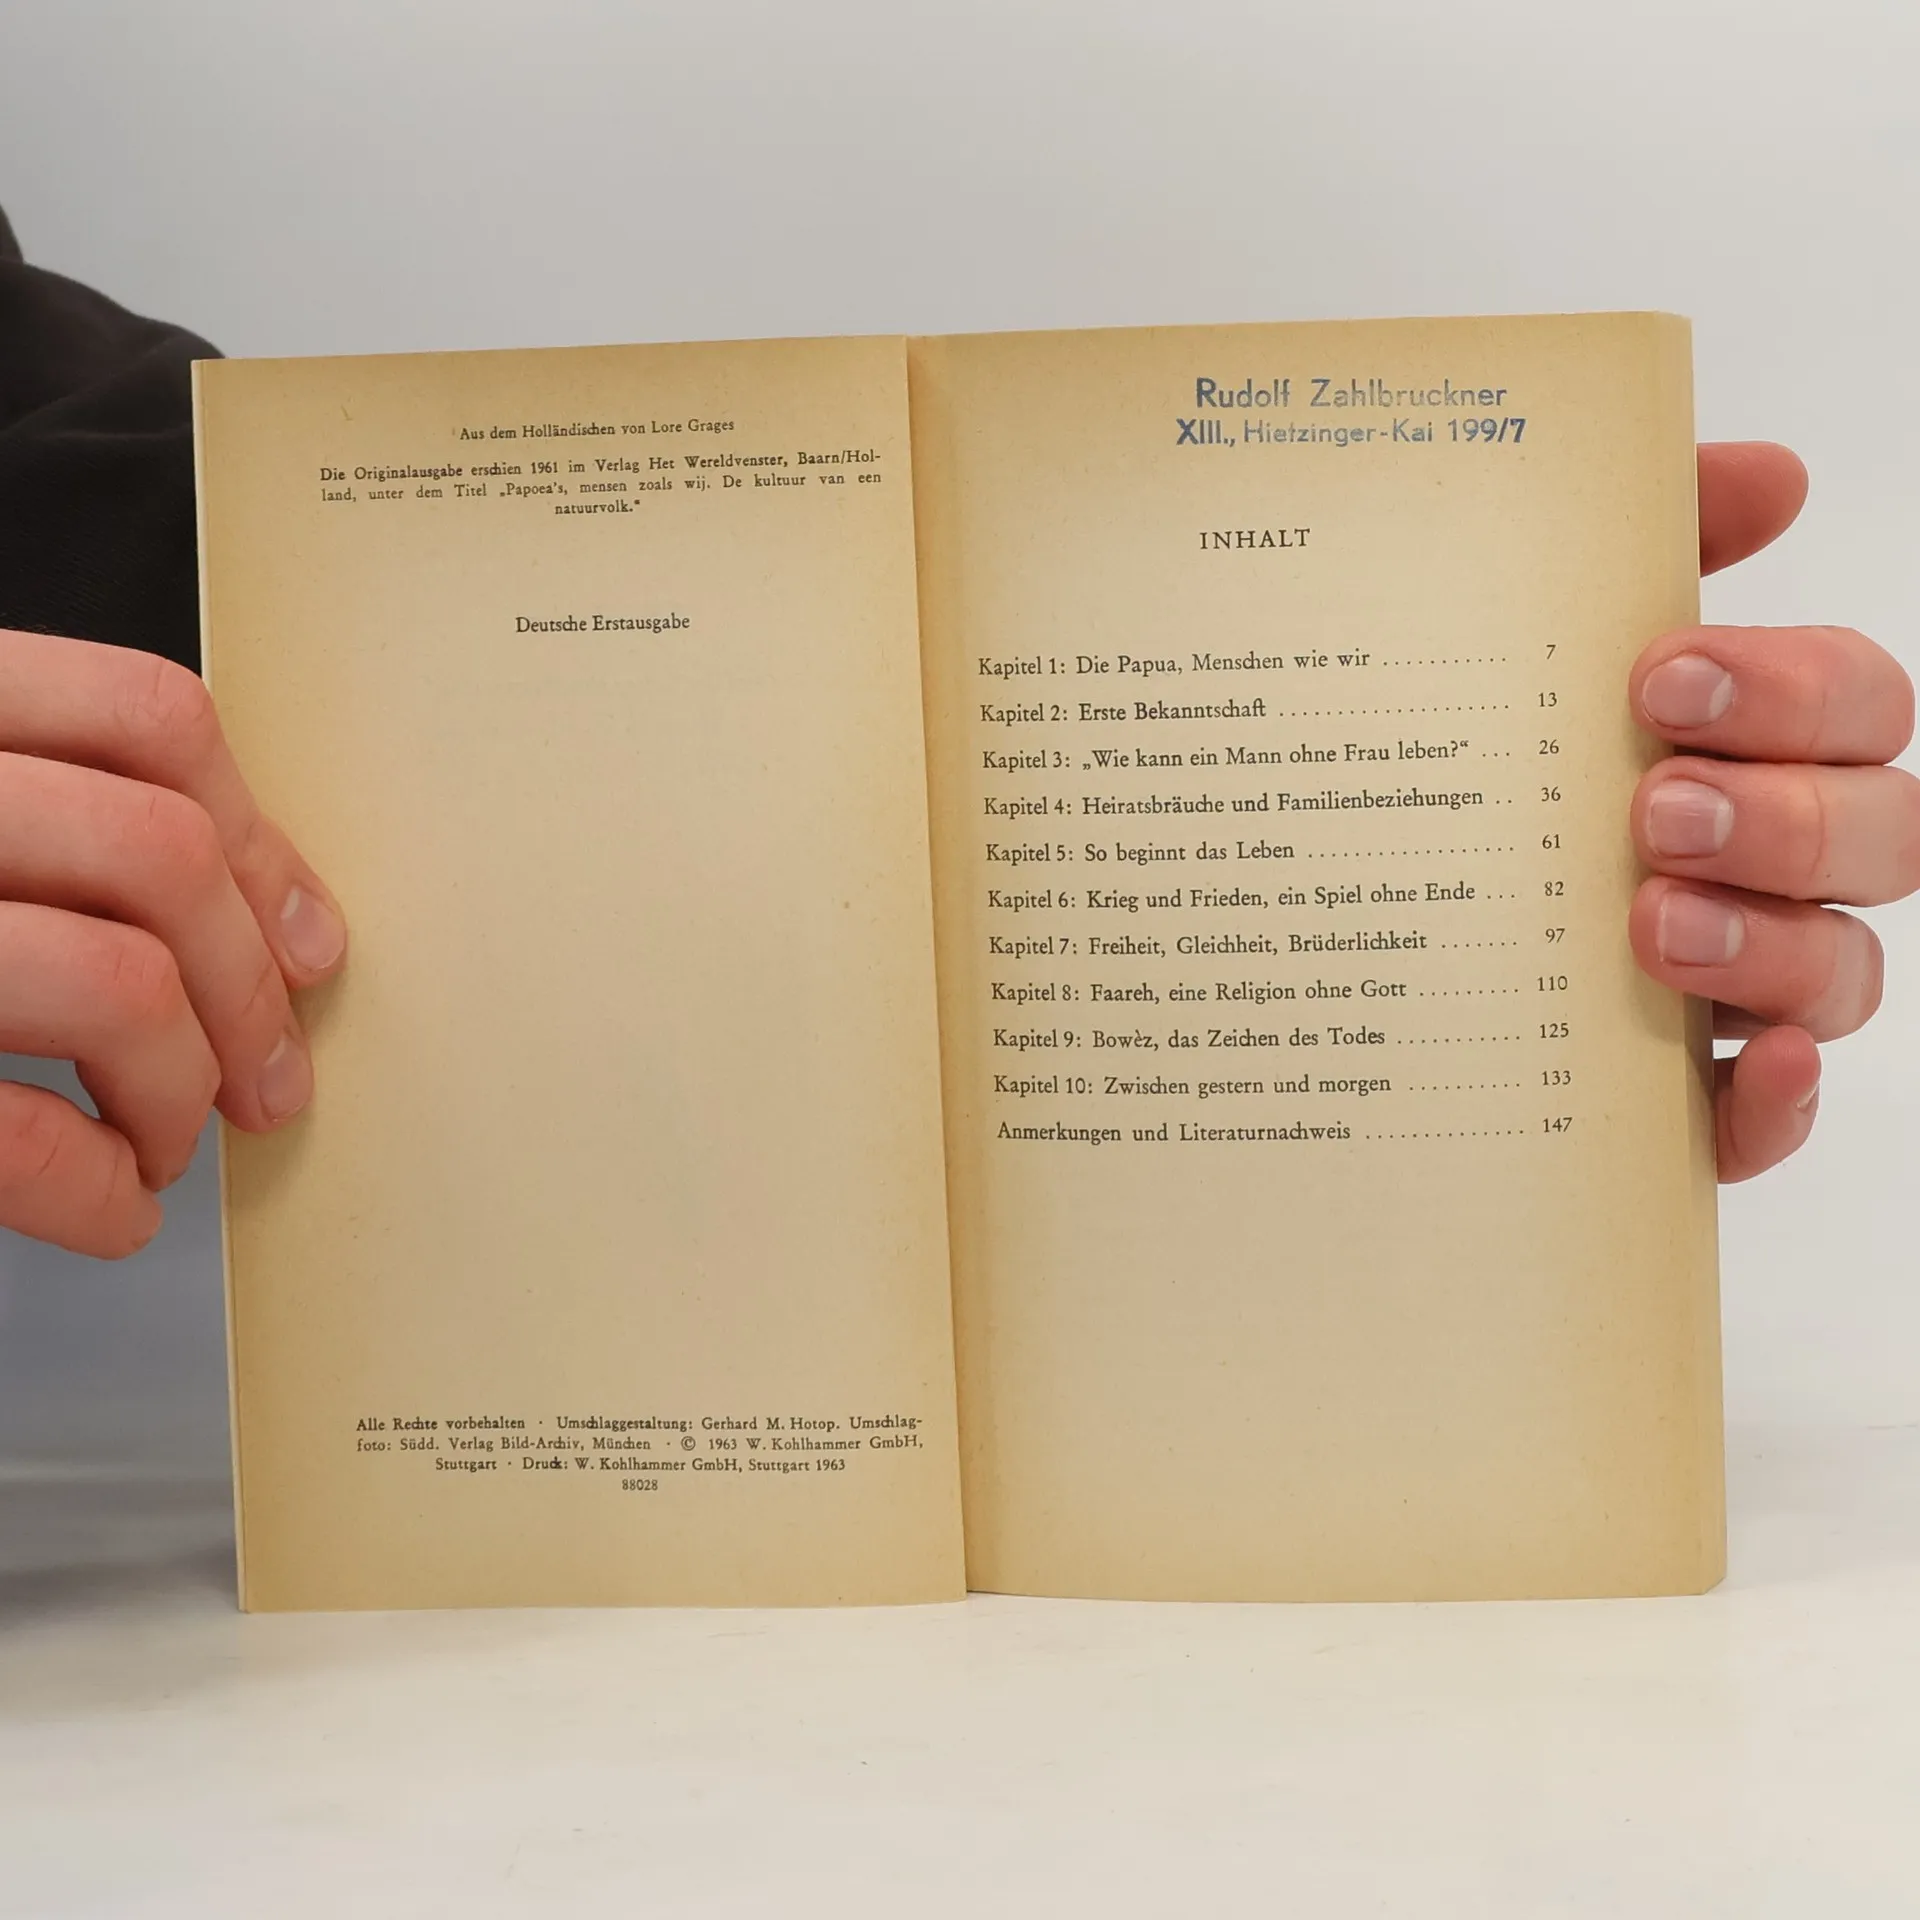 Aus dem Holländischen von Lore Grages
Die Originalausgabe erschien 1961 im Verlag Het Wereldvenster, Baarn/Hol-
land, unter dem Titel „Papoea's, mensen zoals wij. De kultuur van een
natuurvolk.“
Deutsche Erstausgabe
Alle Rechte vorbehalten · Umschlaggestaltung: Gerhard M. Hotop. Umschlag-
foto: Südd. Verlag Bild-Archiv, München · © 1963 W. Kohlhammer GmbH,
Stuttgart · Druck: W. Kohlhammer GmbH, Stuttgart 1963
88028
Rudolf Zahlbruckner
XIII., Hietzinger-Kai 199/7
INHALT
Kapitel 1: Die Papua, Menschen wie wir ........... 7
Kapitel 2: Erste Bekanntschaft .................... 13
Kapitel 3: „Wie kann ein Mann ohne Frau leben?“ ... 26
Kapitel 4: Heiratsbräuche und Familienbeziehungen .. 36
Kapitel 5: So beginnt das Leben .................. 61
Kapitel 6: Krieg und Frieden, ein Spiel ohne Ende ... 82
Kapitel 7: Freiheit, Gleichheit, Brüderlichkeit ....... 97
Kapitel 8: Faareh, eine Religion ohne Gott ......... 110
Kapitel 9: Bowèz, das Zeichen des Todes ........... 125
Kapitel 10: Zwischen gestern und morgen .......... 133
Anmerkungen und Literaturnachweis .............. 147